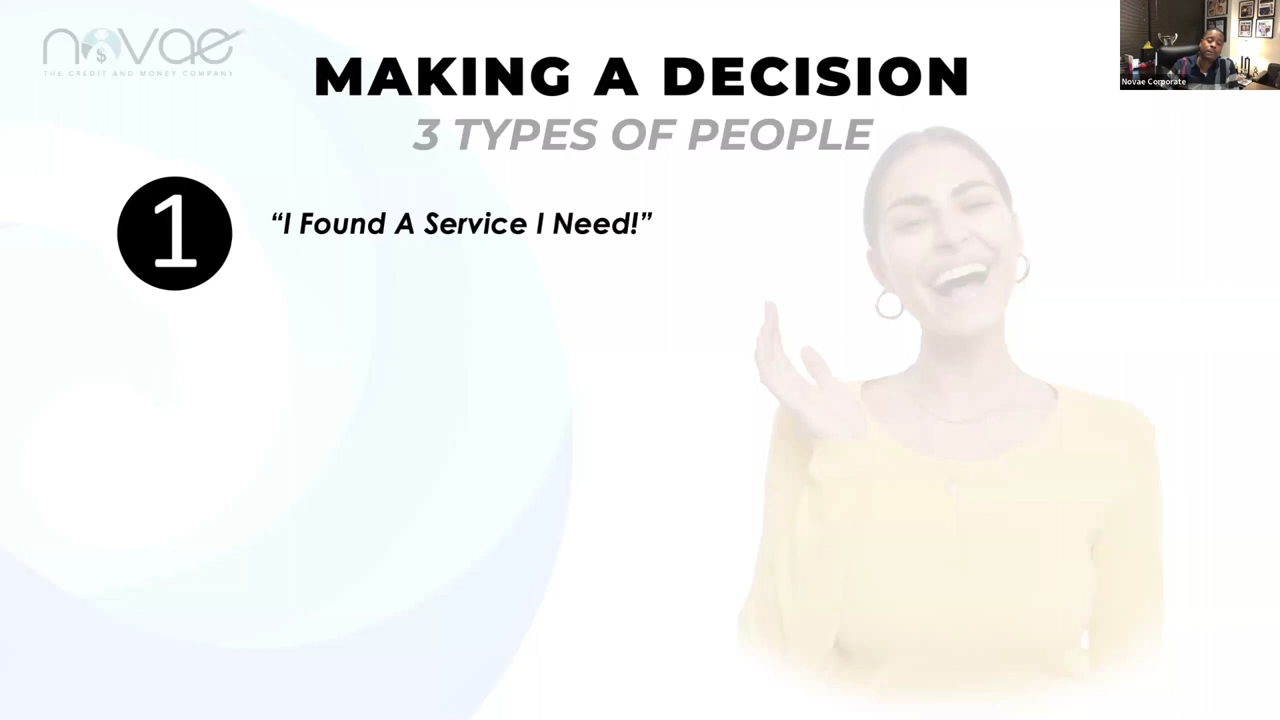 novae
THE CREDIT AND MONEY COMPANY
MAKING A DECISION
3 TYPES OF PEOPLE
1
“I Found A Service I Need!”
Novae Corporate